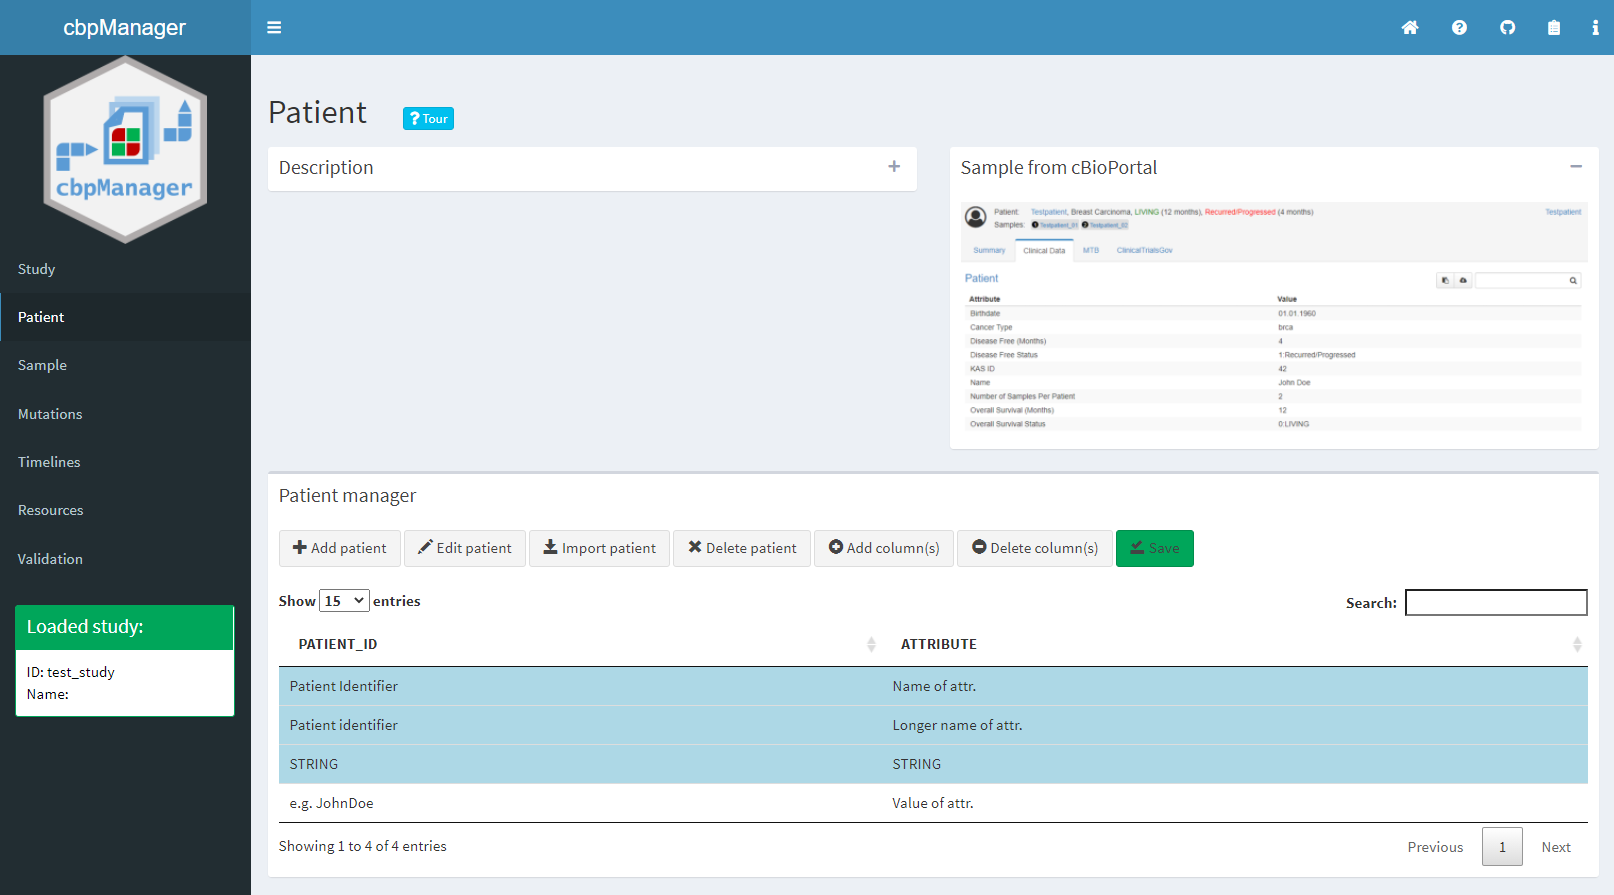 cbpManager
cbpManager
Study
Patient
Sample
Mutations
Timelines
Resources
Validation
Loaded study:
ID: test_study
Name:
Patient
? Tour
Description
Sample from cBioPortal
Patient: Testpatient, Breast Carcinoma, LIVING (12 months), Recurred/Progressed (4 months) Testpatient
Samples: 1 Testpatient_01 2 Testpatient_02
Summary Clinical Data MTB ClinicalTrialsGov
Patient
Attribute Value
Birthdate 01.01.1960
Cancer Type brca
Disease Free (Months) 4
Disease Free Status 1:Recurred/Progressed
KAS ID 42
Name John Doe
Number of Samples Per Patient 2
Overall Survival (Months) 12
Overall Survival Status 0:LIVING
Patient manager
Add patient Edit patient Import patient Delete patient Add column(s) Delete column(s) Save
Show 15 entries Search:
PATIENT_ID ATTRIBUTE
Patient Identifier Name of attr.
Patient identifier Longer name of attr.
STRING STRING
e.g. JohnDoe Value of attr.
Showing 1 to 4 of 4 entries Previous 1 Next